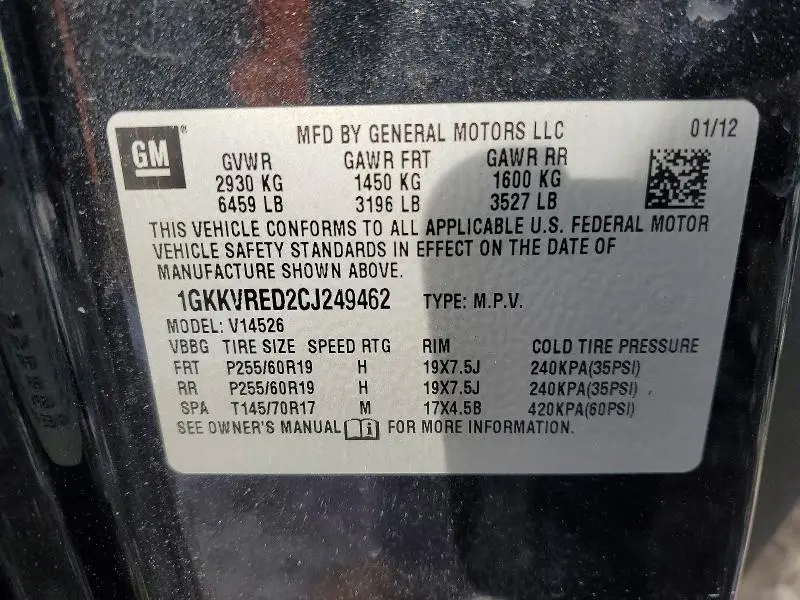 GM
MFD BY GENERAL MOTORS LLC 01/12
GVWR GAWR FRT GAWR RR
2930 KG 1450 KG 1600 KG
6459 LB 3196 LB 3527 LB
THIS VEHICLE CONFORMS TO ALL APPLICABLE U.S. FEDERAL MOTOR
VEHICLE SAFETY STANDARDS IN EFFECT ON THE DATE OF
MANUFACTURE SHOWN ABOVE.
1GKKVRED2CJ249462 TYPE: M.P.V.
MODEL: V14526
VBBG TIRE SIZE SPEED RTG RIM COLD TIRE PRESSURE
FRT P255/60R19 H 19X7.5J 240KPA(35PSI)
RR P255/60R19 H 19X7.5J 240KPA(35PSI)
SPA T145/70R17 M 17X4.5B 420KPA(60PSI)
SEE OWNER'S MANUAL i FOR MORE INFORMATION.